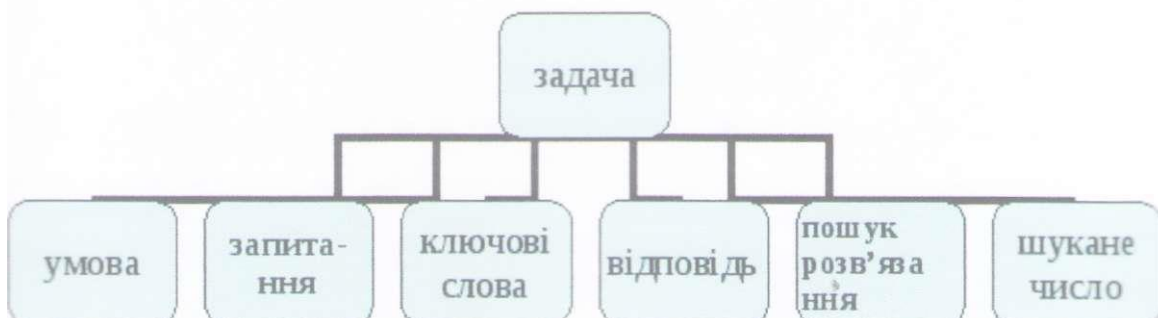 задача
умова
запита-
ння
ключові
слова
відповідь
пошук
розв’яза
ння
шукане
число